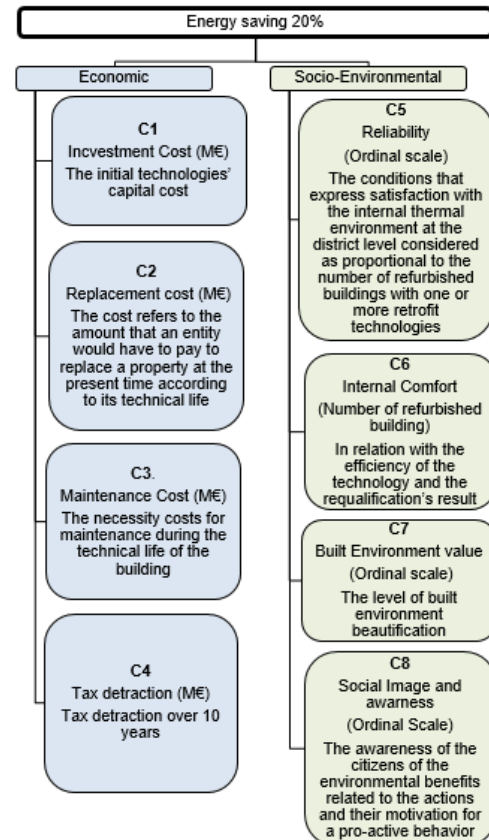 Energy saving 20%
Economic
C1
Incvestment Cost (M€)
The initial technologies'
capital cost
C2
Replacement cost (M€)
The cost refers to the
amount that an entity
would have to pay to
replace a property at the
present time according
to its technical life
C3.
Maintenance Cost (M€)
The necessity costs for
maintenance during the
technical life of the
building
C4
Tax detraction (M€)
Tax detraction over 10
years
Socio-Environmental
C5
Reliability
(Ordinal scale)
The conditions that
express satisfaction with
the internal thermal
environment at the
district level considered
as proportional to the
number of refurbished
buildings with one or
more retrofit
technologies
C6
Internal Comfort
(Number of refurbished
building)
In relation with the
efficiency of the
technology and the
requalification's result
C7
Built Environment value
(Ordinal scale)
The level of built
environment
beautification
C8
Social Image and
awarness
(Ordinal Scale)
The awareness of the
citizens of the
environmental benefits
related to the actions
and their motivation for
a pro-active behavior